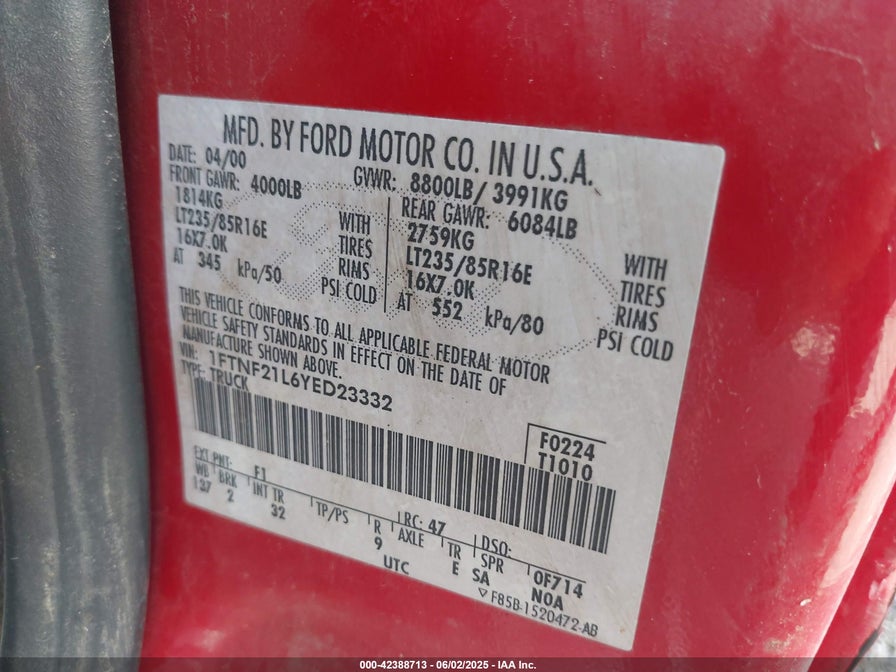 MFD. BY FORD MOTOR CO. IN U.S.A.
DATE: 04/00 GVWR: 8800LB/ 3991KG
FRONT GAWR: 4000LB REAR GAWR: 6084LB
1814KG WITH 2759KG WITH
LT235/85R16E TIRES LT235/85R16E TIRES
16X7.0K RIMS 16X7.0K RIMS
AT 345 kPa/50 PSI COLD AT 552 kPa/80 PSI COLD
THIS VEHICLE CONFORMS TO ALL APPLICABLE FEDERAL MOTOR
VEHICLE SAFETY STANDARDS IN EFFECT ON THE DATE OF
MANUFACTURE SHOWN ABOVE.
VIN: 1FTNF21L6YED23332
TYPE: TRUCK
F0224
T1010
EXT PNT: F1 RC: 47 DSO:
WB BRK INT TR TP/PS R AXLE TR SPR 0F714
137 2 32 9 E SA N0A
UTC
▽ F85B-1520472-AB
000-42388713 - 06/02/2025 - IAA Inc.